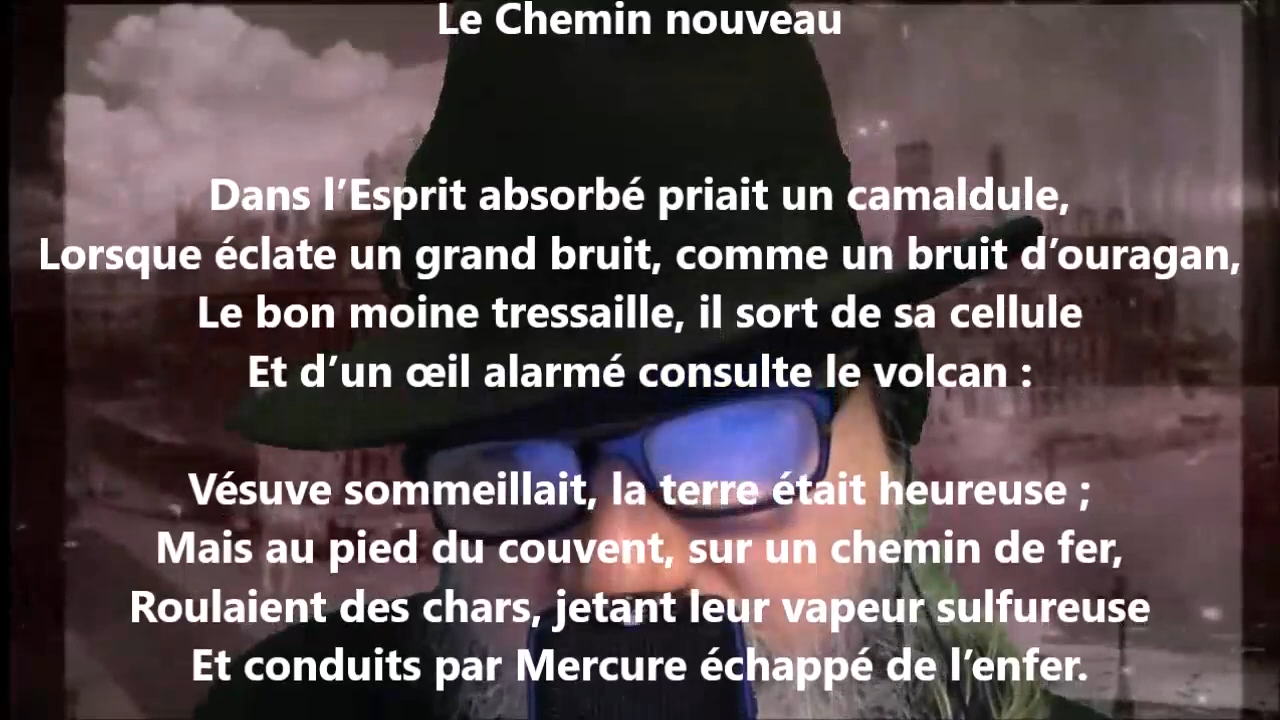 Le Chemin nouveau
Dans l’Esprit absorbé priait un camaldule,
Lorsque éclate un grand bruit, comme un bruit d’ouragan,
Le bon moine tressaille, il sort de sa cellule
Et d’un œil alarmé consulte le volcan :
Vésuve sommeillait, la terre était heureuse ;
Mais au pied du couvent, sur un chemin de fer,
Roulaient des chars, jetant leur vapeur sulfureuse
Et conduits par Mercure échappé de l’enfer.